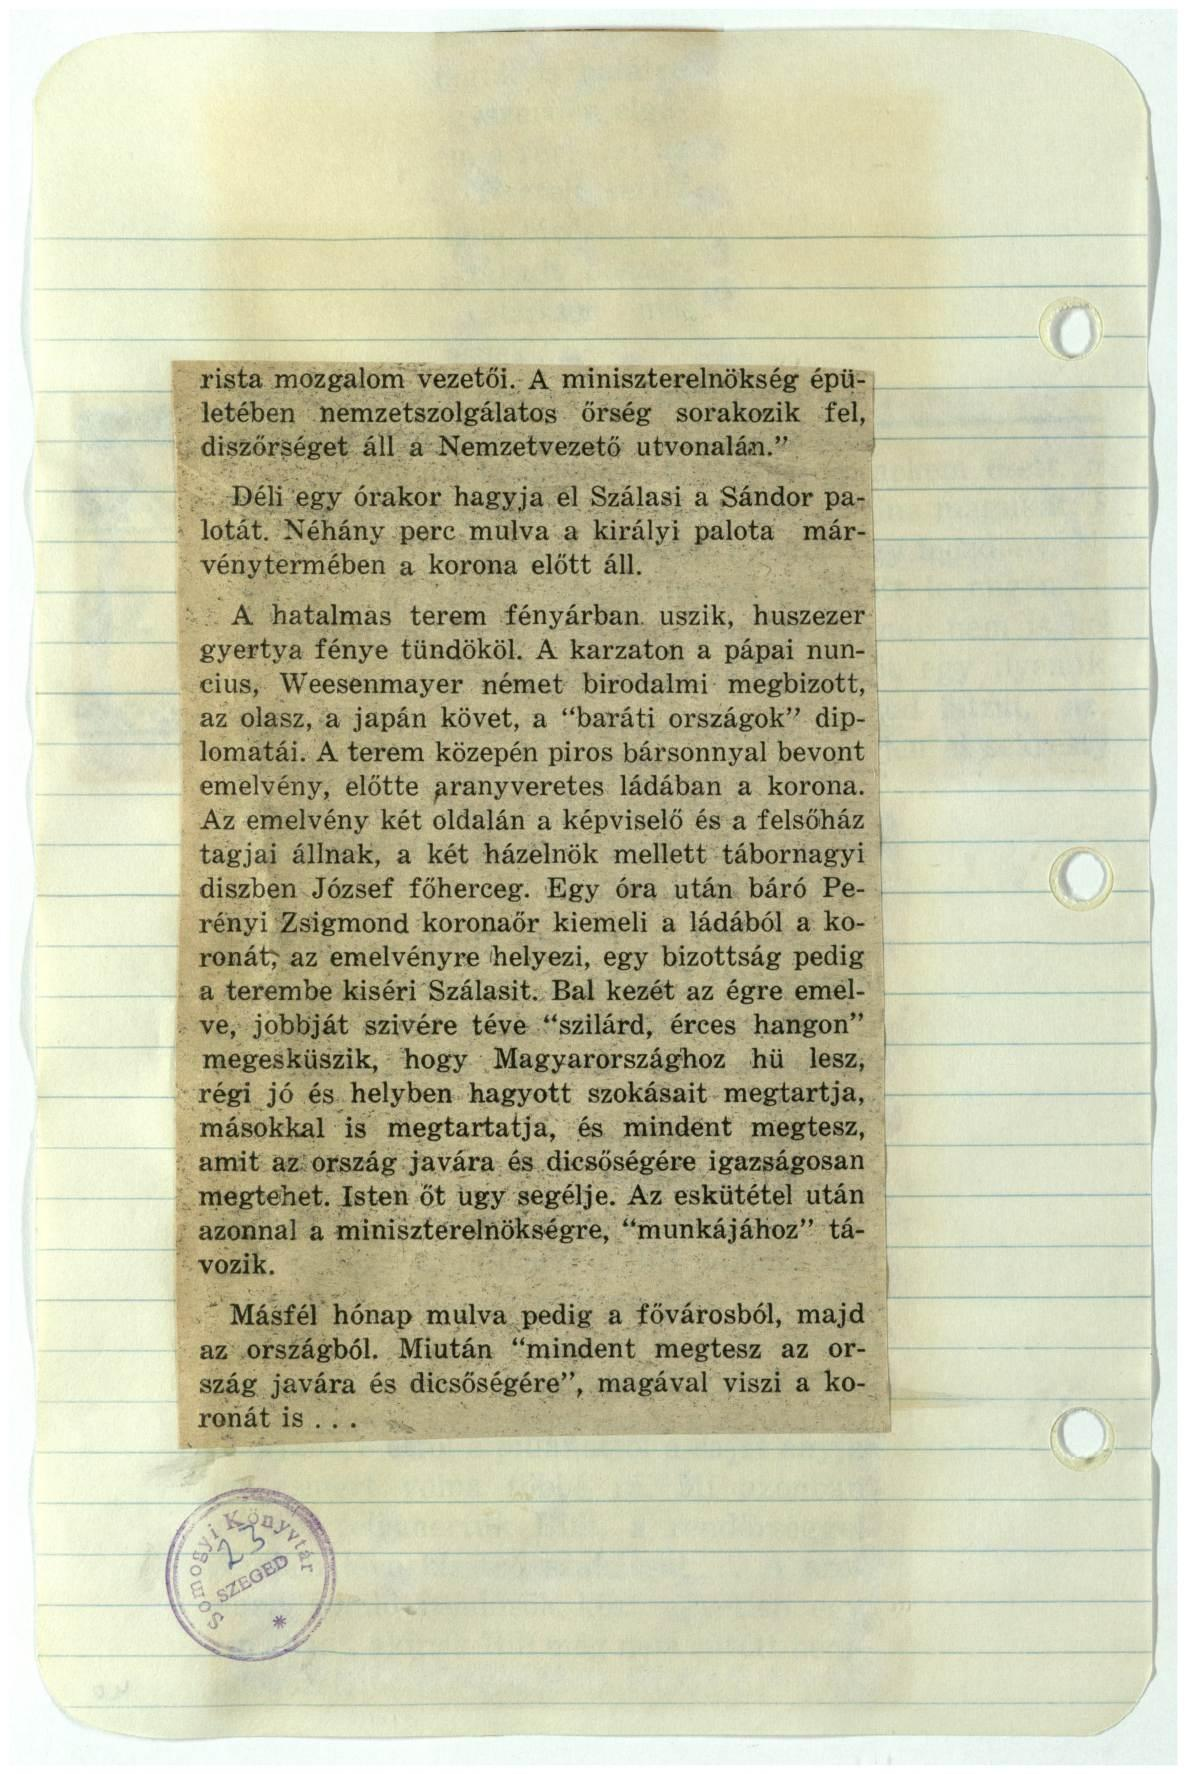 rista mozgalom vezetői. A miniszterelnökség épü-
letében nemzetszolgálatos őrség sorakozik fel,
diszőrséget áll a Nemzetvezető utvonalán.”
Déli egy órakor hagyja el Szálasi a Sándor pa-
lotát. Néhány perc mulva a királyi palota már-
vénytermében a korona előtt áll.
A hatalmas terem fényárban uszik, huszezer
gyertya fénye tündököl. A karzaton a pápai nun-
cius, Weesenmayer német birodalmi megbizott,
az olasz, a japán követ, a “baráti országok” dip-
lomatái. A terem közepén piros bársonnyal bevont
emelvény, előtte aranyveretes ládában a korona.
Az emelvény két oldalán a képviselő és a felsőház
tagjai állnak, a két házelnök mellett tábornagyi
diszben József főherceg. Egy óra után báró Pe-
rényi Zsigmond koronaőr kiemeli a ládából a ko-
ronát, az emelvényre helyezi, egy bizottság pedig
a terembe kiséri Szálasit. Bal kezét az égre emel-
ve, jobbját szivére téve “szilárd, érces hangon”
megesküszik, hogy Magyarországhoz hü lesz,
régi jó és helyben hagyott szokásait megtartja,
másokkal is megtartatja, és mindent megtesz,
amit az ország javára és dicsőségére igazságosan
megtehet. Isten őt ugy segélje. Az eskütétel után
azonnal a miniszterelnökségre, “munkájához” tá-
vozik.
Másfél hónap mulva pedig a fővárosból, majd
az országból. Miután “mindent megtesz az or-
szág javára és dicsőségére”, magával viszi a ko-
ronát is . . .
Somogyi Könyvtár
23
SZEGED
*